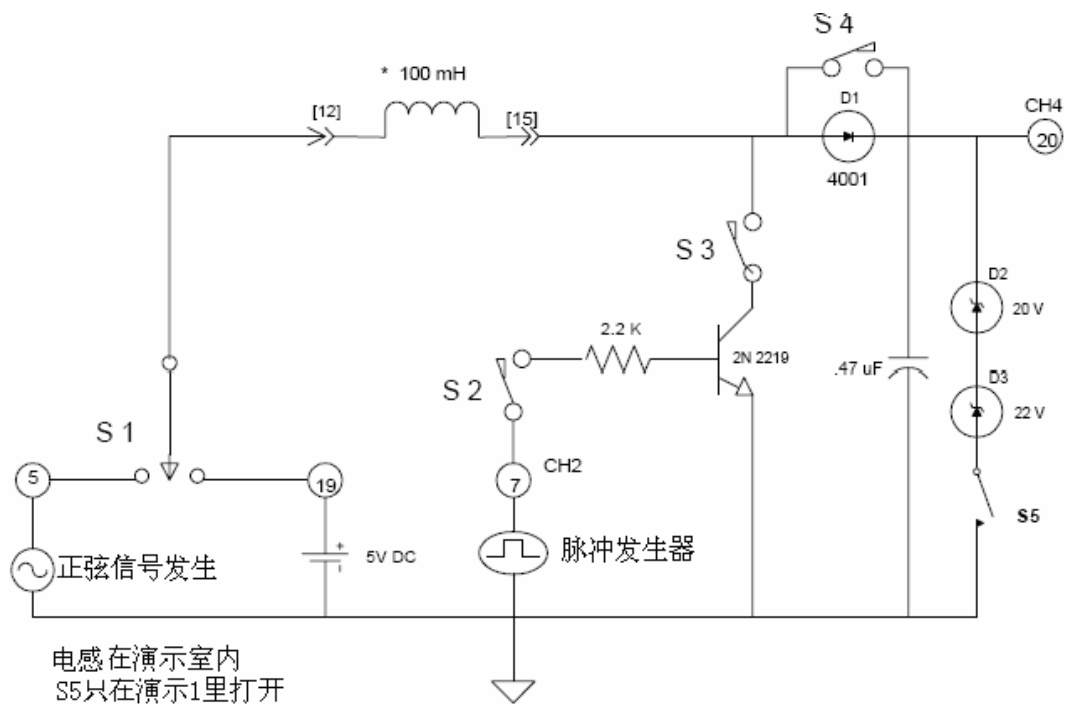 S 4
* 100 mH
[12]
[15]
D1
CH4
20
4001
S 3
D2
20 V
2.2 K
2N 2219
.47 uF
D3
22 V
S 2
S 1
5
19
CH2
7
S5
正弦信号发生
5V DC
脉冲发生器
电感在演示室内
S5只在演示1里打开